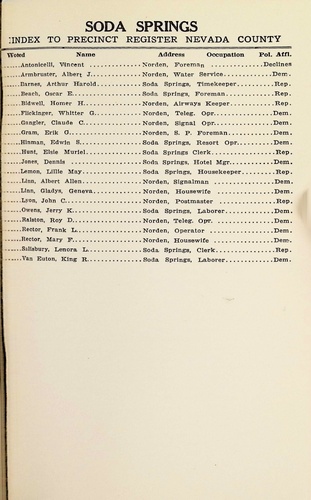 SODA SPRINGS
INDEX TO PRECINCT REGISTER NEVADA COUNTY
Voted Name Address Occupation Pol. Affl.
......Antonicelli, Vincent ..................Norden, Foreman ..................Declines
......Armbruster, Albert J..................Norden, Water Service...............Dem.
......Barnes, Arthur Harold...............Soda Springs, Timekeeper............Rep.
......Beach, Oscar E........................Soda Springs, Foreman...............Rep.
......Bidwell, Homer H.....................Norden, Airways Keeper..............Rep.
......Flickinger, Whitter G.................Norden, Teleg. Opr..................Dem.
......Gangler, Claude C....................Norden, Signal Opr..................Dem.
......Gram, Erik G..........................Norden, S. P. Foreman...............Dem.
......Hinman, Edwin S......................Soda Springs, Resort Opr............Dem.
......Hunt, Elsie Muriel....................Soda Springs Clerk..................Rep.
......Jones, Dennis .......................Soda Springs, Hotel Mgr.............Dem.
......Lemon, Lillie May....................Soda Springs, Housekeeper...........Rep.
......Linn, Albert Allen....................Norden, Signalman ..................Dem.
......Linn, Gladys, Geneva.................Norden, Housewife ..................Dem.
......Lyon, John C..........................Norden, Postmaster .................Rep.
......Owens, Jerry K.......................Soda Springs, Laborer...............Dem.
......Ralston, Roy D.......................Norden, Teleg. Opr. ................Dem.
......Rector, Frank L.......................Norden, Operator ...................Dem.
......Rector, Mary F.......................Norden, Housewife ..................Dem.
......Salisbury, Lenora L...................Soda Springs, Clerk.................Rep.
......Van Euton, King R....................Soda Springs, Laborer...............Dem.